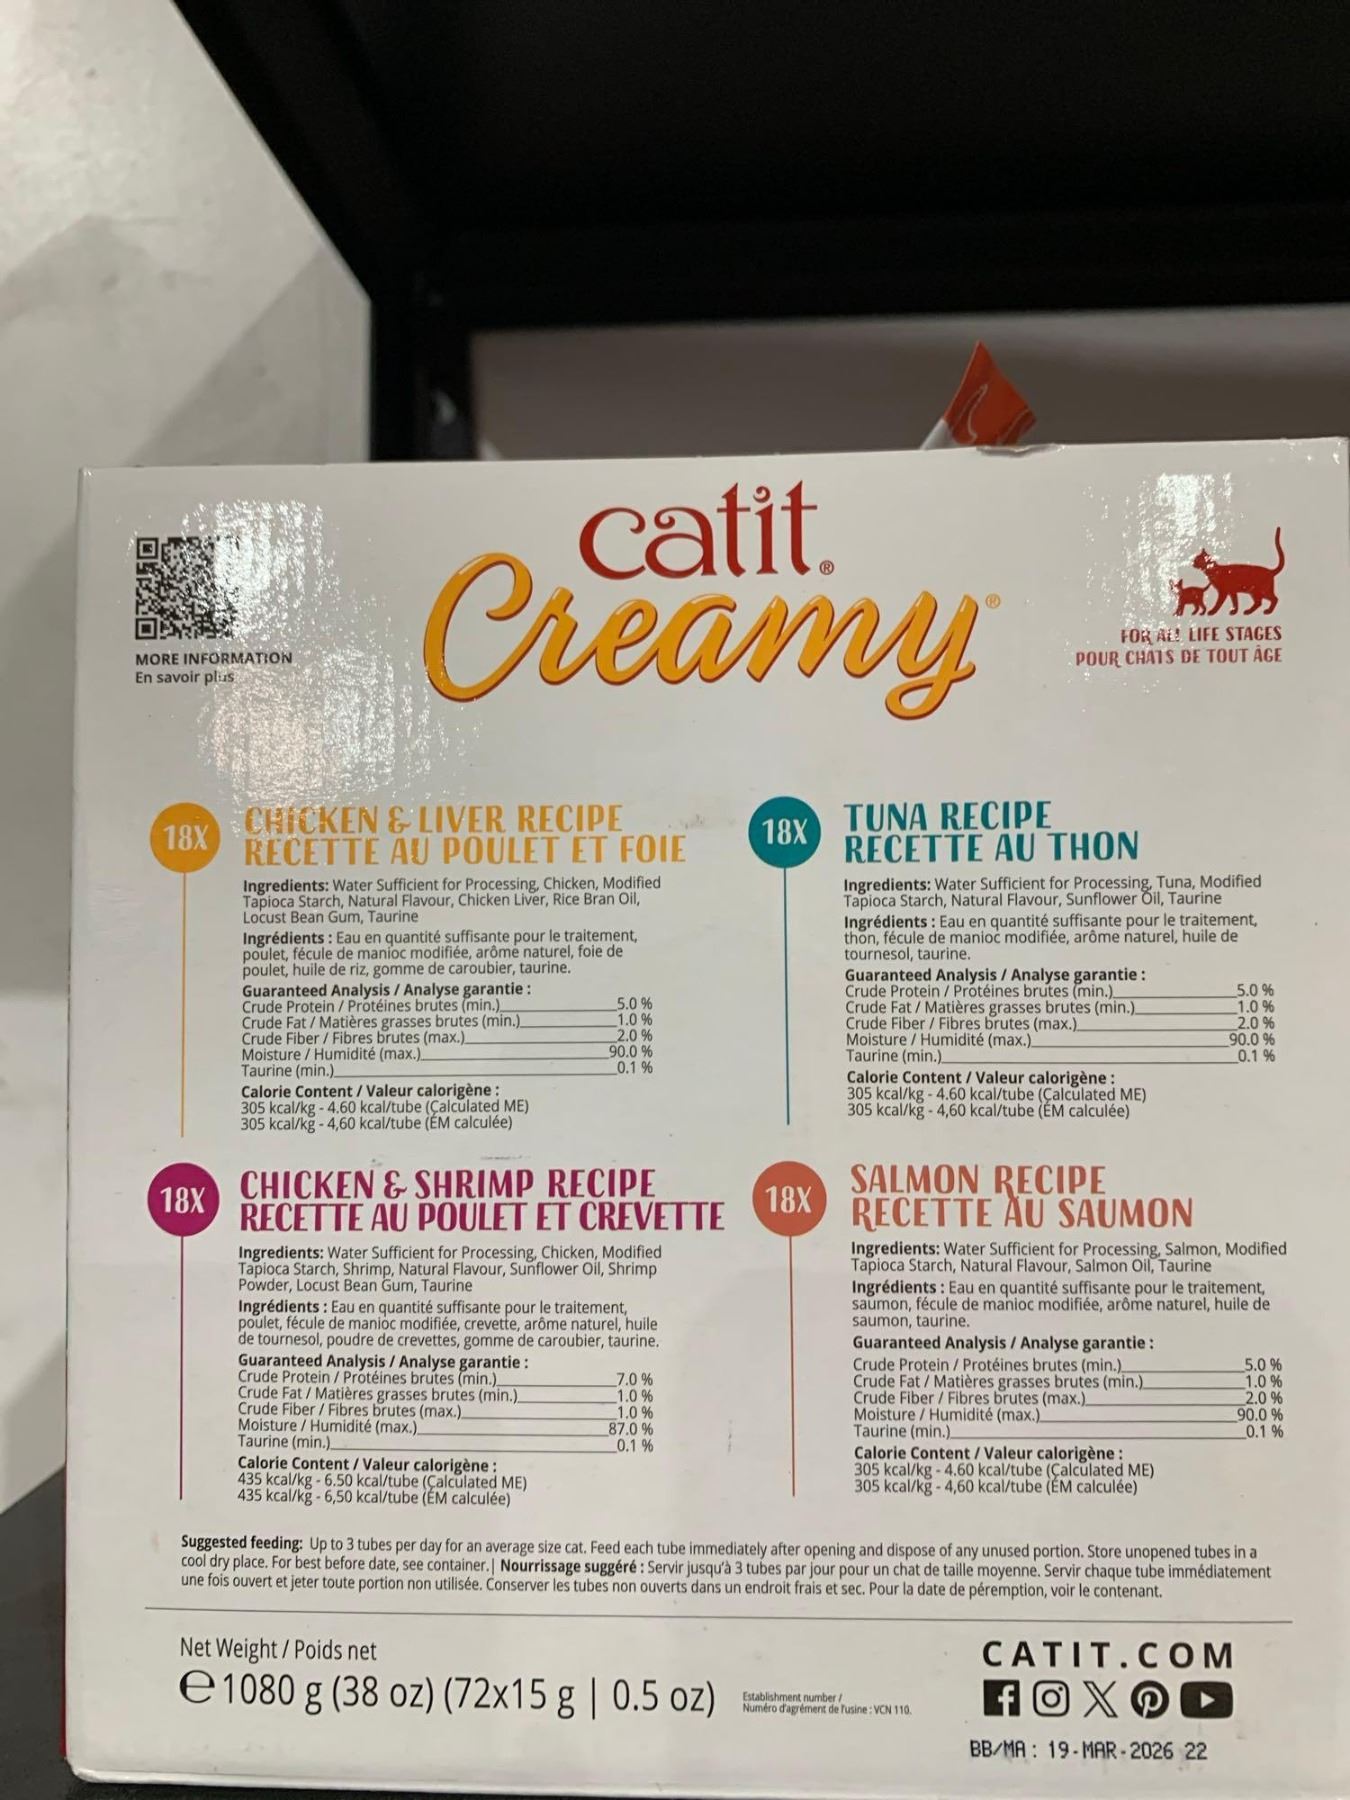 catit®
Creamy®
MORE INFORMATION
En savoir plus
FOR ALL LIFE STAGES
POUR CHATS DE TOUT ÂGE
18X
CHICKEN & LIVER RECIPE
RECETTE AU POULET ET FOIE
Ingredients: Water Sufficient for Processing, Chicken, Modified
Tapioca Starch, Natural Flavour, Chicken Liver, Rice Bran Oil,
Locust Bean Gum, Taurine
Ingrédients : Eau en quantité suffisante pour le traitement,
poulet, fécule de manioc modifiée, arôme naturel, foie de
poulet, huile de riz, gomme de caroubier, taurine.
Guaranteed Analysis / Analyse garantie :
Crude Protein / Protéines brutes (min.) 5.0 %
Crude Fat / Matières grasses brutes (min.) 1.0 %
Crude Fiber / Fibres brutes (max.) 2.0 %
Moisture / Humidité (max.) 90.0 %
Taurine (min.) 0.1 %
Calorie Content / Valeur calorigène :
305 kcal/kg - 4.60 kcal/tube (Calculated ME)
305 kcal/kg - 4,60 kcal/tube (ÉM calculée)
18X
TUNA RECIPE
RECETTE AU THON
Ingredients: Water Sufficient for Processing, Tuna, Modified
Tapioca Starch, Natural Flavour, Sunflower Oil, Taurine
Ingrédients : Eau en quantité suffisante pour le traitement,
thon, fécule de manioc modifiée, arôme naturel, huile de
tournesol, taurine.
Guaranteed Analysis / Analyse garantie :
Crude Protein / Protéines brutes (min.) 5.0 %
Crude Fat / Matières grasses brutes (min.) 1.0 %
Crude Fiber / Fibres brutes (max.) 2.0 %
Moisture / Humidité (max.) 90.0 %
Taurine (min.) 0.1 %
Calorie Content / Valeur calorigène :
305 kcal/kg - 4.60 kcal/tube (Calculated ME)
305 kcal/kg - 4,60 kcal/tube (ÉM calculée)
18X
CHICKEN & SHRIMP RECIPE
RECETTE AU POULET ET CREVETTE
Ingredients: Water Sufficient for Processing, Chicken, Modified
Tapioca Starch, Shrimp, Natural Flavour, Sunflower Oil, Shrimp
Powder, Locust Bean Gum, Taurine
Ingrédients : Eau en quantité suffisante pour le traitement,
poulet, fécule de manioc modifiée, crevette, arôme naturel, huile
de tournesol, poudre de crevettes, gomme de caroubier, taurine.
Guaranteed Analysis / Analyse garantie :
Crude Protein / Protéines brutes (min.) 7.0 %
Crude Fat / Matières grasses brutes (min.) 1.0 %
Crude Fiber / Fibres brutes (max.) 1.0 %
Moisture / Humidité (max.) 87.0 %
Taurine (min.) 0.1 %
Calorie Content / Valeur calorigène :
435 kcal/kg - 6.50 kcal/tube (Calculated ME)
435 kcal/kg - 6,50 kcal/tube (ÉM calculée)
18X
SALMON RECIPE
RECETTE AU SAUMON
Ingredients: Water Sufficient for Processing, Salmon, Modified
Tapioca Starch, Natural Flavour, Salmon Oil, Taurine
Ingrédients : Eau en quantité suffisante pour le traitement,
saumon, fécule de manioc modifiée, arôme naturel, huile de
saumon, taurine.
Guaranteed Analysis / Analyse garantie :
Crude Protein / Protéines brutes (min.) 5.0 %
Crude Fat / Matières grasses brutes (min.) 1.0 %
Crude Fiber / Fibres brutes (max.) 2.0 %
Moisture / Humidité (max.) 90.0 %
Taurine (min.) 0.1 %
Calorie Content / Valeur calorigène :
305 kcal/kg - 4.60 kcal/tube (Calculated ME)
305 kcal/kg - 4,60 kcal/tube (ÉM calculée)
Suggested feeding: Up to 3 tubes per day for an average size cat. Feed each tube immediately after opening and dispose of any unused portion. Store unopened tubes in a
cool dry place. For best before date, see container. | Nourrissage suggéré : Servir jusqu'à 3 tubes par jour pour un chat de taille moyenne. Servir chaque tube immédiatement
une fois ouvert et jeter toute portion non utilisée. Conserver les tubes non ouverts dans un endroit frais et sec. Pour la date de péremption, voir le contenant.
Net Weight / Poids net
℮ 1080 g (38 oz) (72x15 g | 0.5 oz)
Establishment number /
Numéro d'agrément de l'usine : VCN 110.
CATIT.COM
BB/MA : 19-MAR-2026 22